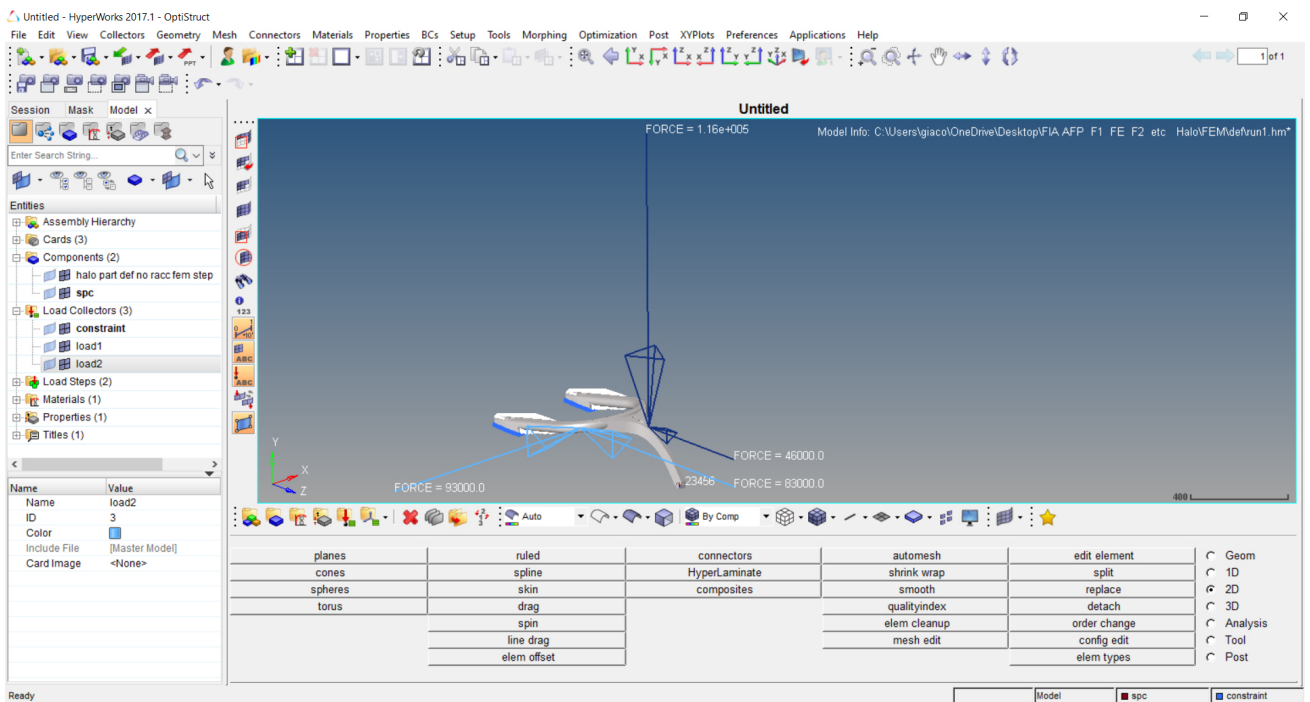 Untitled - HyperWorks 2017.1 - OptiStruct
File Edit View Collectors Geometry Mesh Connectors Materials Properties BCs Setup Tools Morphing Optimization Post XYPlots Preferences Applications Help
1 of 1
Session Mask Model
Enter Search String...
Entities
Assembly Hierarchy
Cards (3)
Components (2)
halo part def no racc fem step
spc
Load Collectors (3)
constraint
load1
load2
Load Steps (2)
Materials (1)
Properties (1)
Titles (1)
Name Value
Name load2
ID 3
Color
Include File [Master Model]
Card Image <None>
123
ABC
ABC
Untitled
FORCE = 1.16e+005
Model Info: C:\Users\giaco\OneDrive\Desktop\FIA AFP F1 FE F2 etc Halo\FEM\def\run1.hm*
FORCE = 46000.0
23456
FORCE = 83000.0
FORCE = 93000.0
Y
X
Z
400
Auto By Comp
planes ruled connectors automesh edit element Geom
cones spline HyperLaminate shrink wrap split 1D
spheres skin composites smooth replace 2D
torus drag qualityindex detach 3D
spin elem cleanup order change Analysis
line drag mesh edit config edit Tool
elem offset elem types Post
Ready Model spc constraint